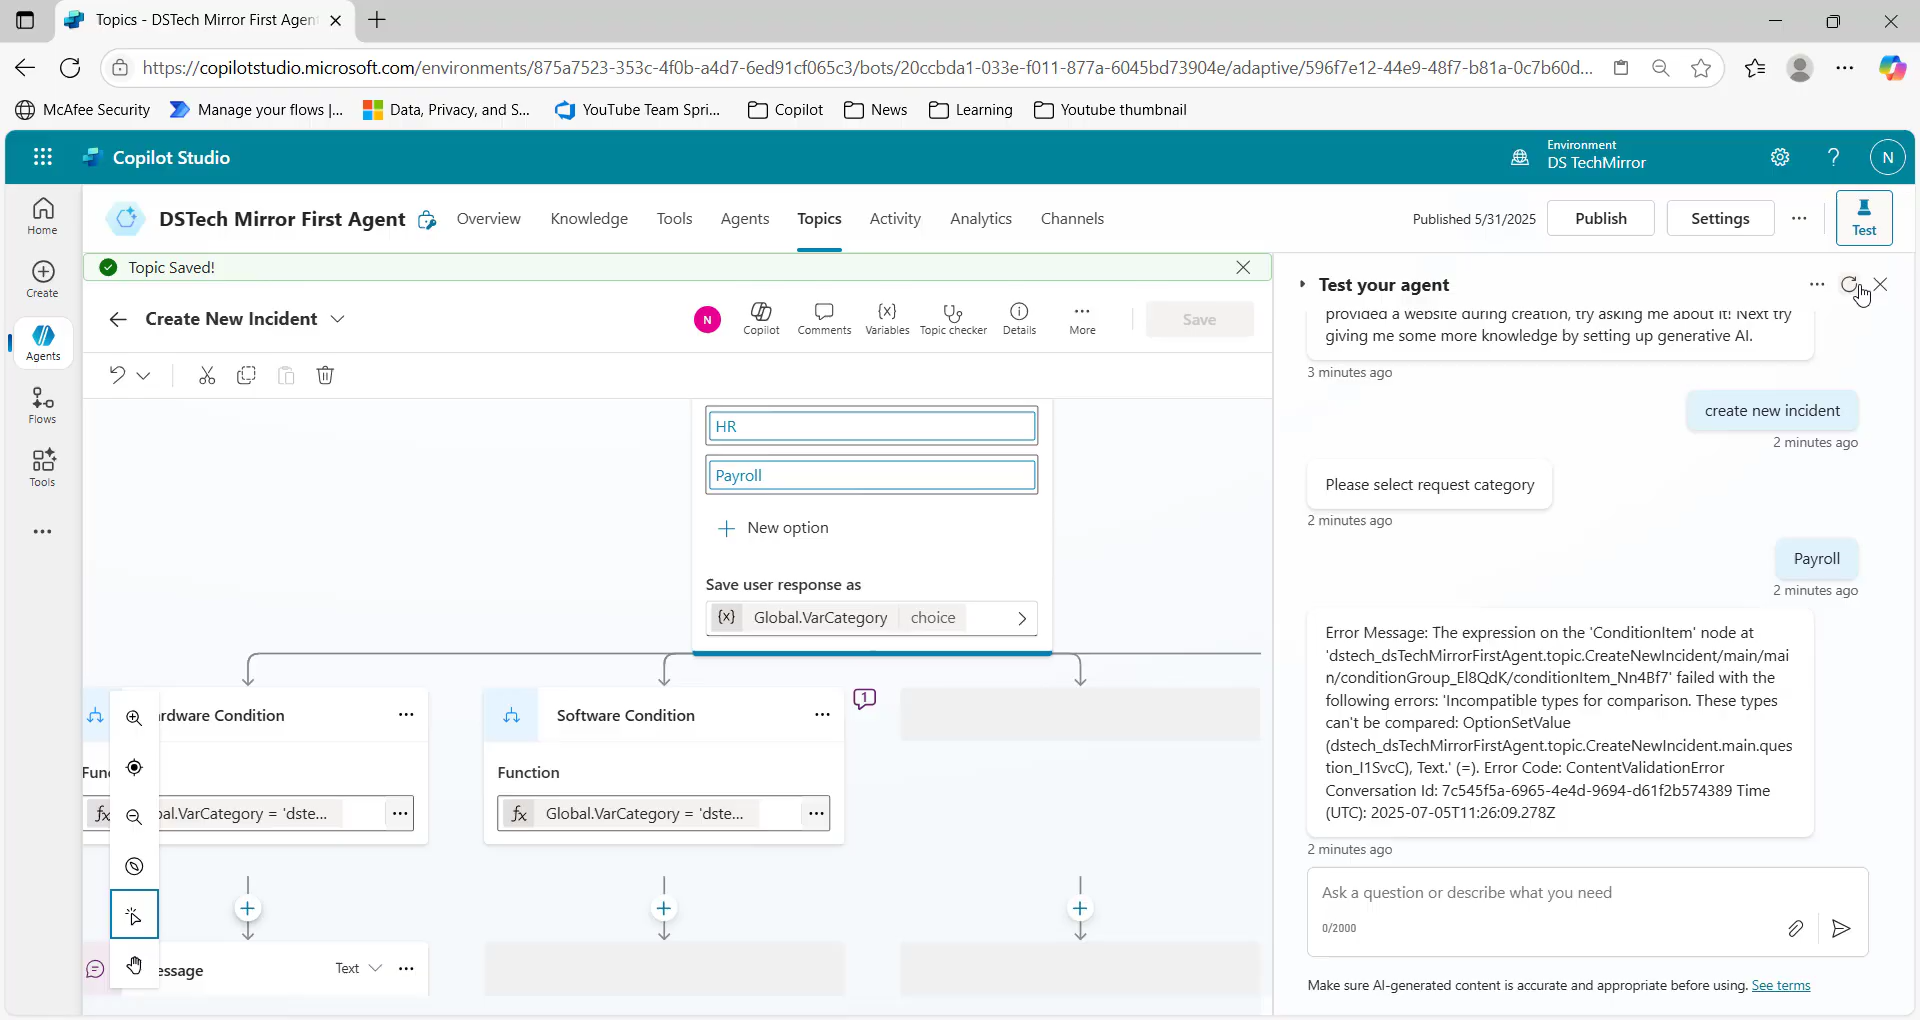 Topics - DSTech Mirror First Agen
https://copilotstudio.microsoft.com/environments/875a7523-353c-4f0b-a4d7-6ed91cf065c3/bots/20ccbda1-033e-f011-877a-6045bd73904e/adaptive/596f7e12-44e9-48f7-b81a-0c7b60d...
McAfee Security
Manage your flows |...
Data, Privacy, and S...
YouTube Team Spri...
Copilot
News
Learning
Youtube thumbnail
Copilot Studio
Environment
DS TechMirror
N
Home
Create
Agents
Flows
Tools
DSTech Mirror First Agent
Overview
Knowledge
Tools
Agents
Topics
Activity
Analytics
Channels
Published 5/31/2025
Publish
Settings
Test
Topic Saved!
Create New Incident
N
Copilot
Comments
Variables
Topic checker
Details
More
Save
HR
Payroll
New option
Save user response as
{x} Global.VarCategory choice
rdware Condition
Software Condition
1
Fun
Function
fx bal.VarCategory = 'dste...
fx Global.VarCategory = 'dste...
essage
Text
Test your agent
provided a website during creation, try asking me about it! Next try
giving me some more knowledge by setting up generative AI.
3 minutes ago
create new incident
2 minutes ago
Please select request category
2 minutes ago
Payroll
2 minutes ago
Error Message: The expression on the 'ConditionItem' node at
'dstech_dsTechMirrorFirstAgent.topic.CreateNewIncident/main/mai
n/conditionGroup_El8QdK/conditionItem_Nn4Bf7' failed with the
following errors: 'Incompatible types for comparison. These types
can't be compared: OptionSetValue
(dstech_dsTechMirrorFirstAgent.topic.CreateNewIncident.main.ques
tion_I1SvcC), Text.' (=). Error Code: ContentValidationError
Conversation Id: 7c545f5a-6965-4e4d-9694-d61f2b574389 Time
(UTC): 2025-07-05T11:26:09.278Z
2 minutes ago
Ask a question or describe what you need
0/2000
Make sure AI-generated content is accurate and appropriate before using. See terms